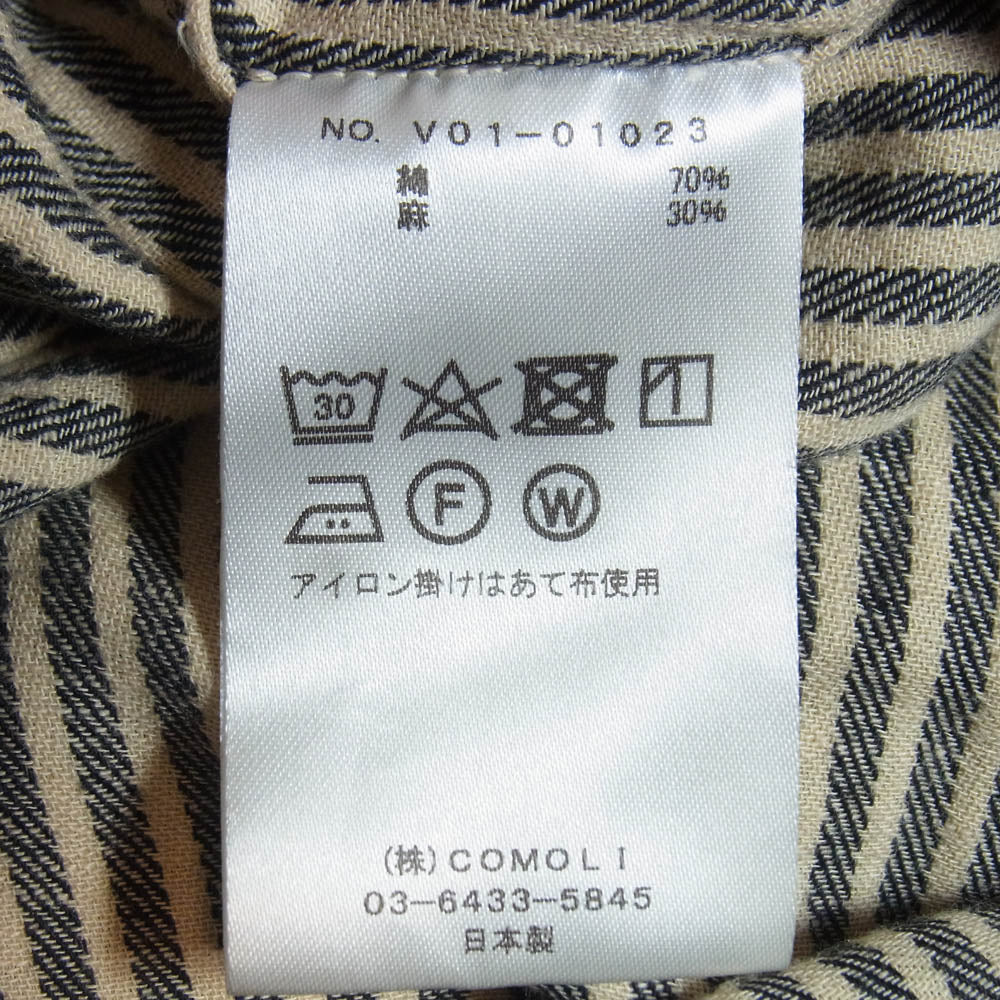 NO. V01-01023
綿 70%
麻 30%
30
F W
アイロン掛けはあて布使用
(株)COMOLI
03-6433-5845
日本製